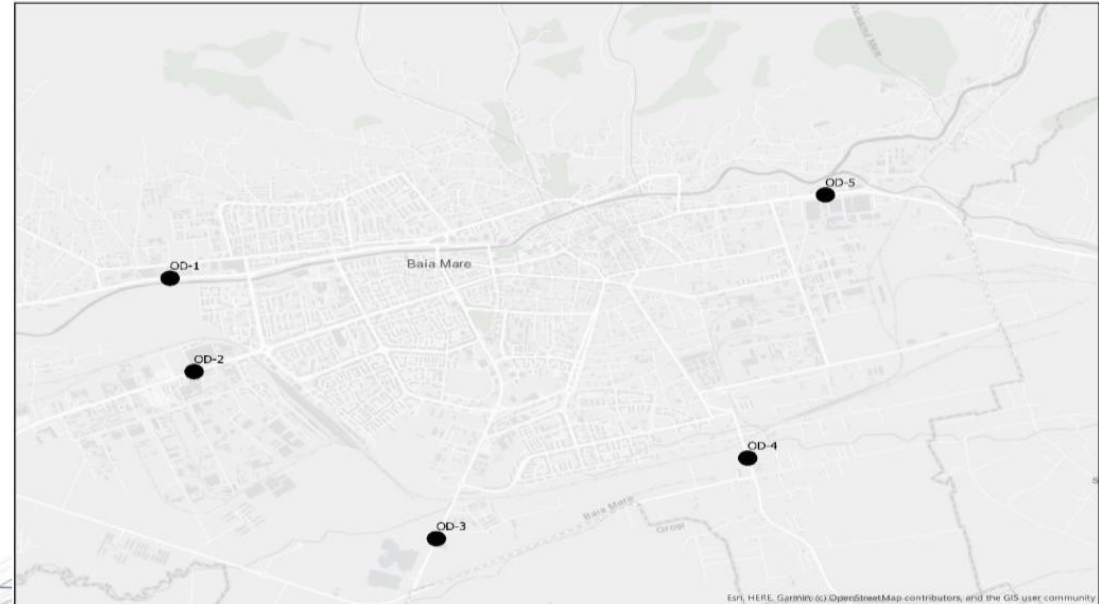 OD-5
OD-1
Baia Mare
OD-2
OD-4
OD-3
Baia Mare
Groși
Esri, HERE, Garmin, (c) OpenStreetMap contributors, and the GIS user community